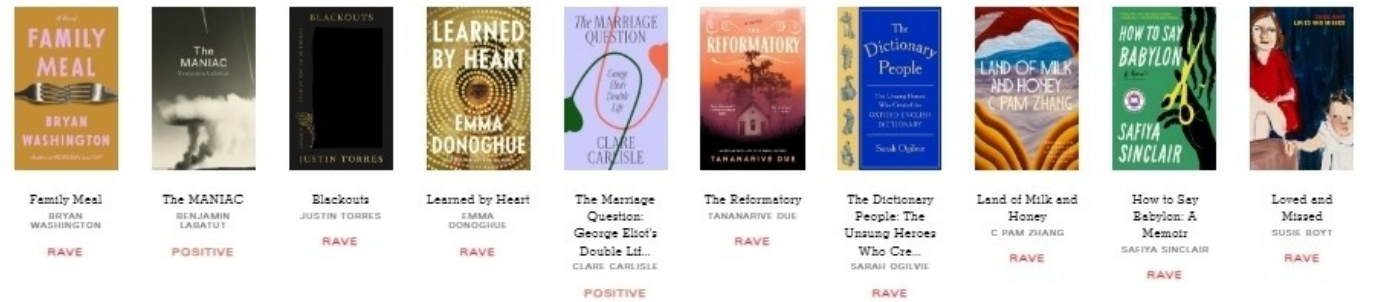 A Novel
FAMILY
MEAL
BRYAN
WASHINGTON
The
MANIAC
Benjamin Labatut
BLACKOUTS
JUSTIN TORRES
LEARNED
BY HEART
EMMA
DONOGHUE
The MARRIAGE
QUESTION
George
Eliot's
Double
Life
CLARE
CARLISLE
THE
REFORMATORY
TANANARIVE DUE
The
Dictionary
People
The Unsung Heroes
Who Created the
OXFORD ENGLISH
DICTIONARY
Sarah Ogilvie
LAND OF MILK
AND HONEY
C PAM ZHANG
HOW TO SAY
BABYLON
SAFIYA
SINCLAIR
SUSIE BOYT
LOVED AND MISSED
Family Meal
BRYAN
WASHINGTON
RAVE
The MANIAC
BENJAMIN
LABATUT
POSITIVE
Blackouts
JUSTIN TORRES
RAVE
Learned by Heart
EMMA
DONOGHUE
RAVE
The Marriage
Question:
George Eliot's
Double Lif...
CLARE CARLISLE
POSITIVE
The Reformatory
TANANARIVE DUE
RAVE
The Dictionary
People: The
Unsung Heroes
Who Cre...
SARAH OGILVIE
RAVE
Land of Milk and
Honey
C PAM ZHANG
RAVE
How to Say
Babylon: A
Memoir
SAFIYA SINCLAIR
RAVE
Loved and
Missed
SUSIE BOYT
RAVE